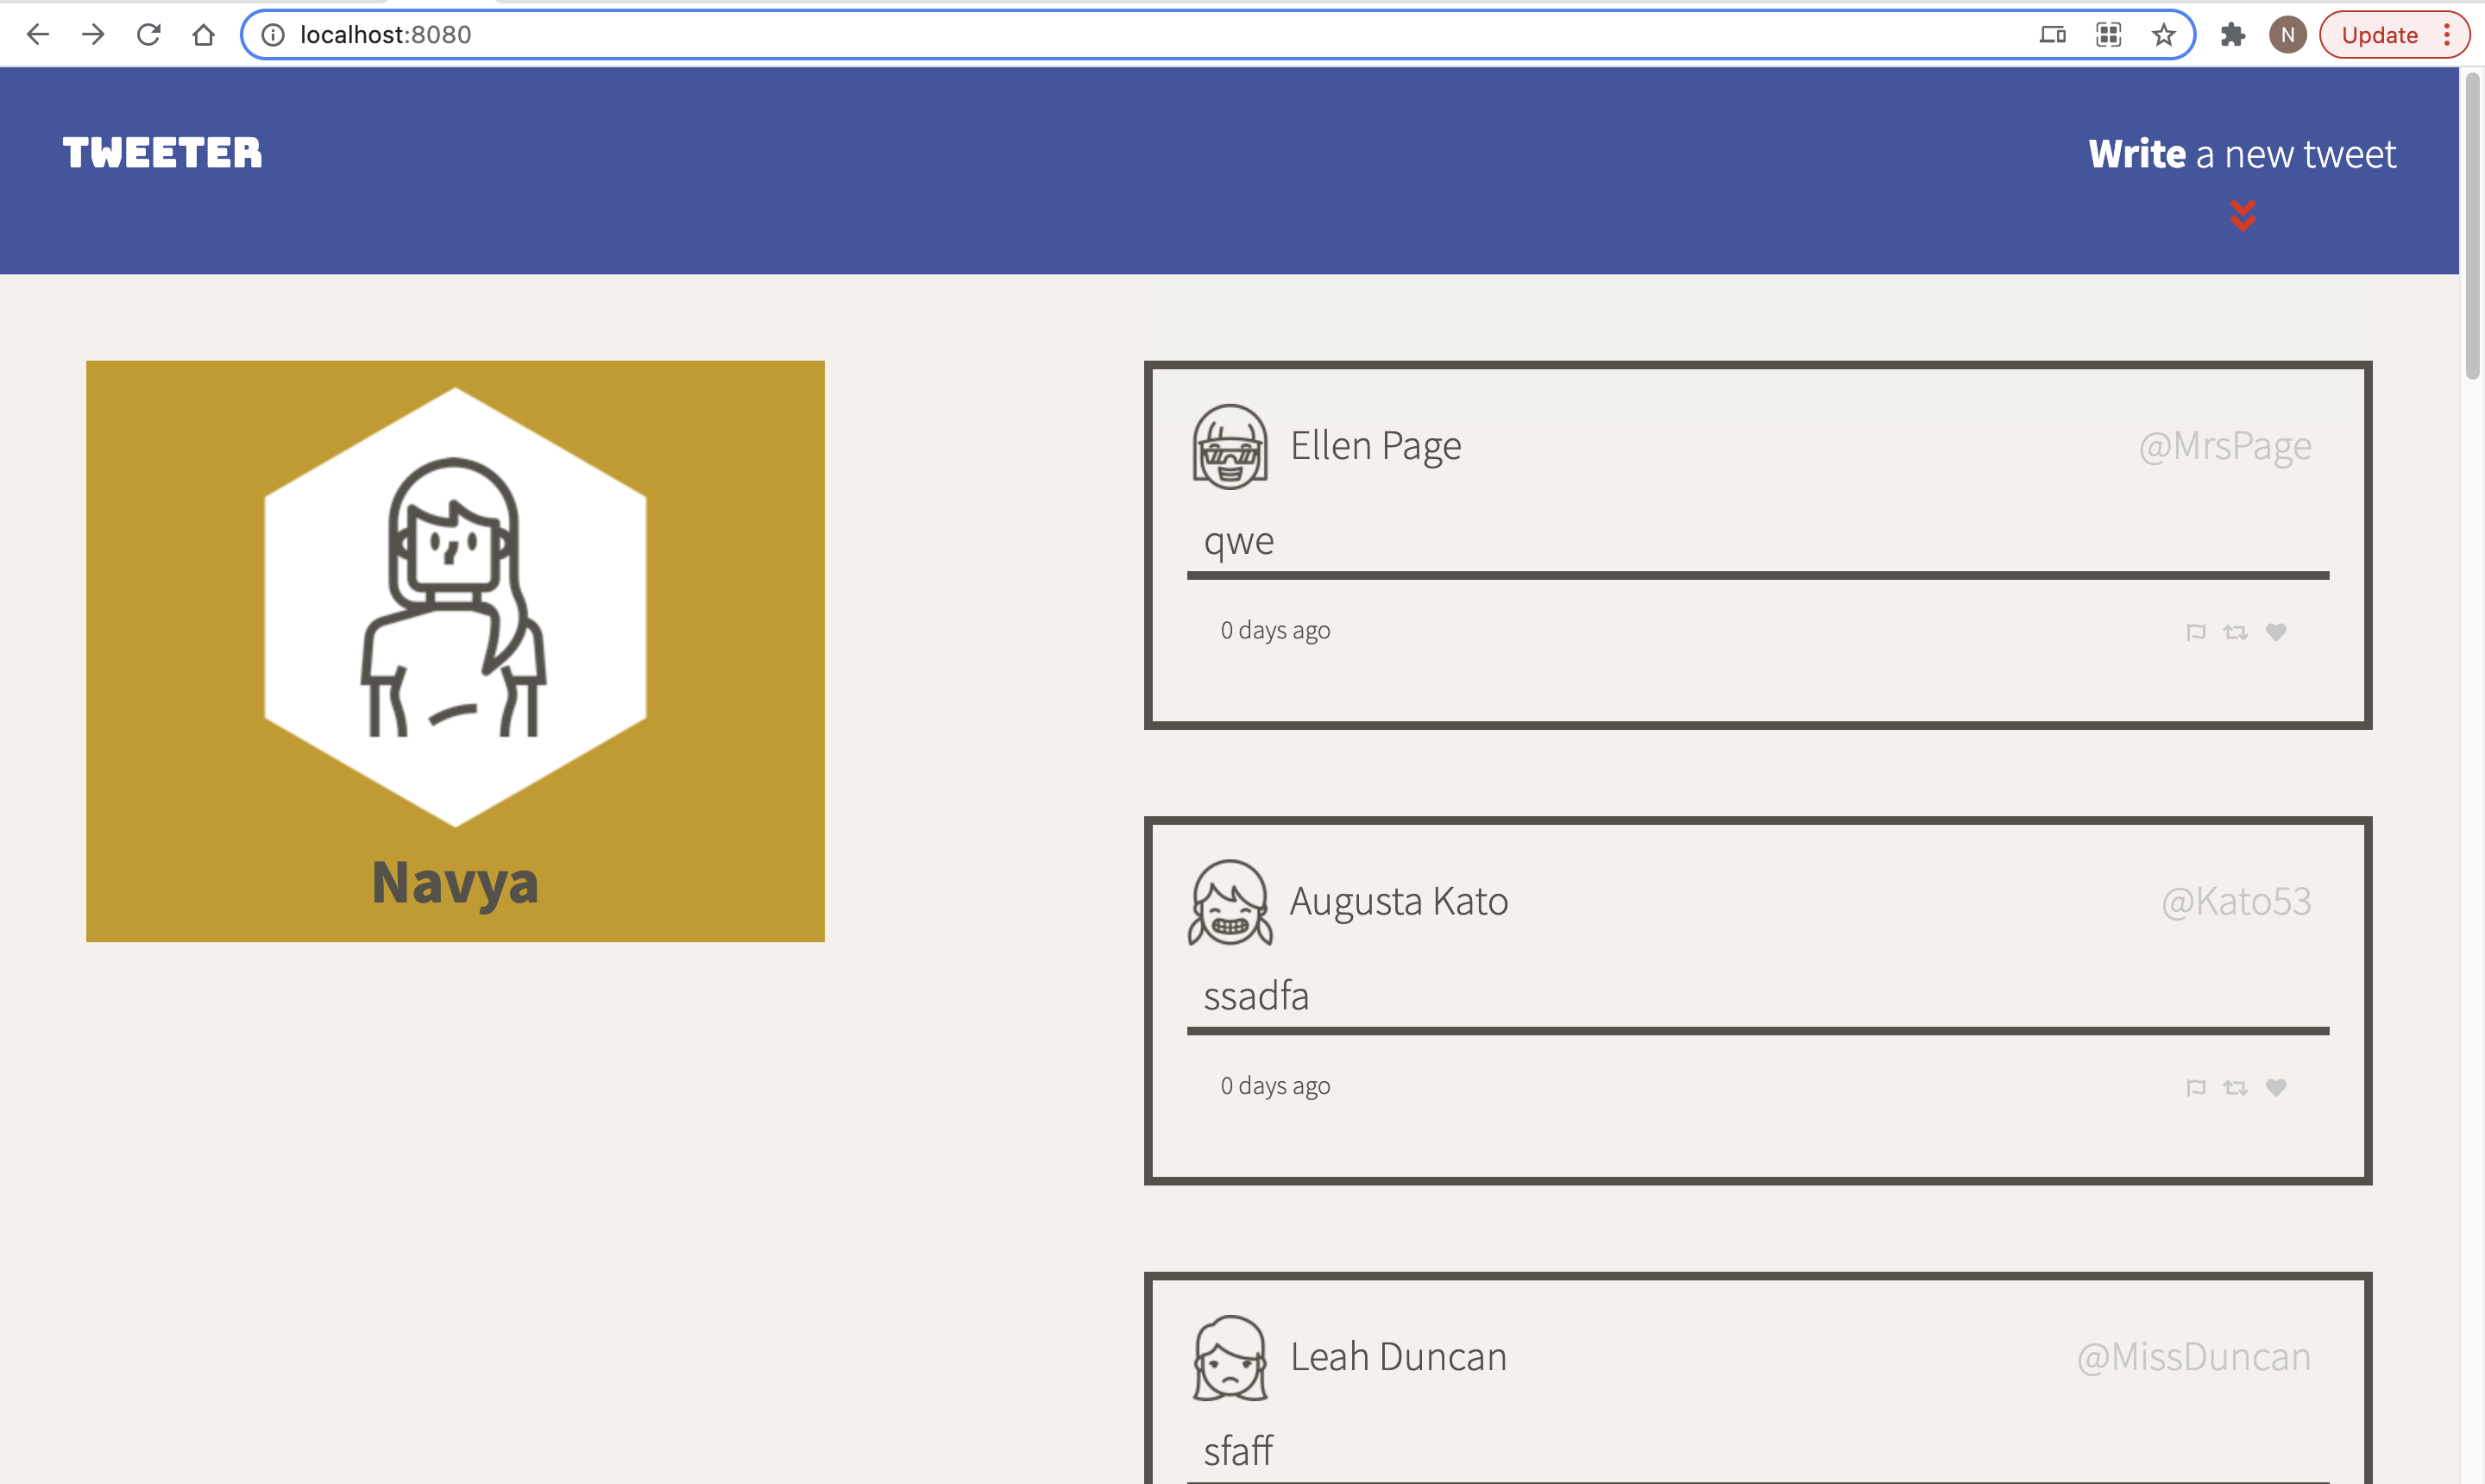 localhost:8080
N
Update
TWEETER
Write a new tweet
Navya
Ellen Page
@MrsPage
qwe
0 days ago
Augusta Kato
@Kato53
ssadfa
0 days ago
Leah Duncan
@MissDuncan
sfaff